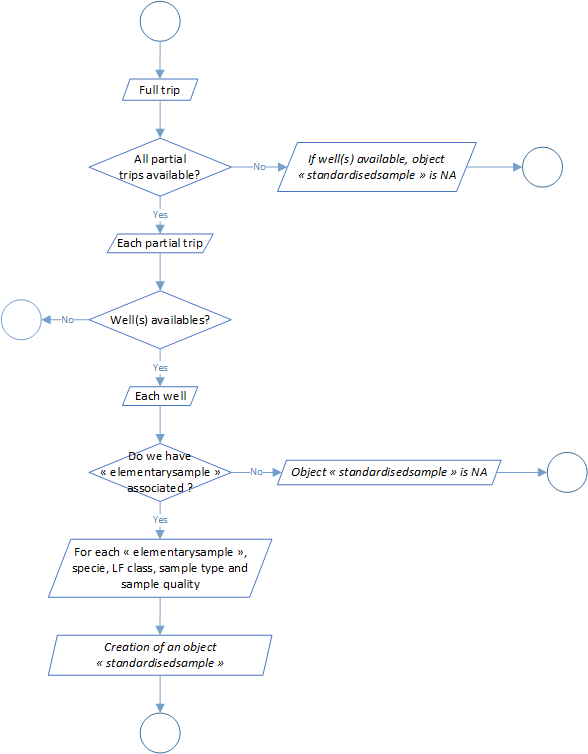 Full trip
All partial
trips available?
No
If well(s) available, object
« standardisedsample » is NA
Yes
Each partial trip
Well(s) availables?
No
Yes
Each well
Do we have
« elementarysample »
associated ?
No
Object « standardisedsample » is NA
Yes
For each « elementarysample »,
specie, LF class, sample type and
sample quality
Creation of an object
« standardisedsample »